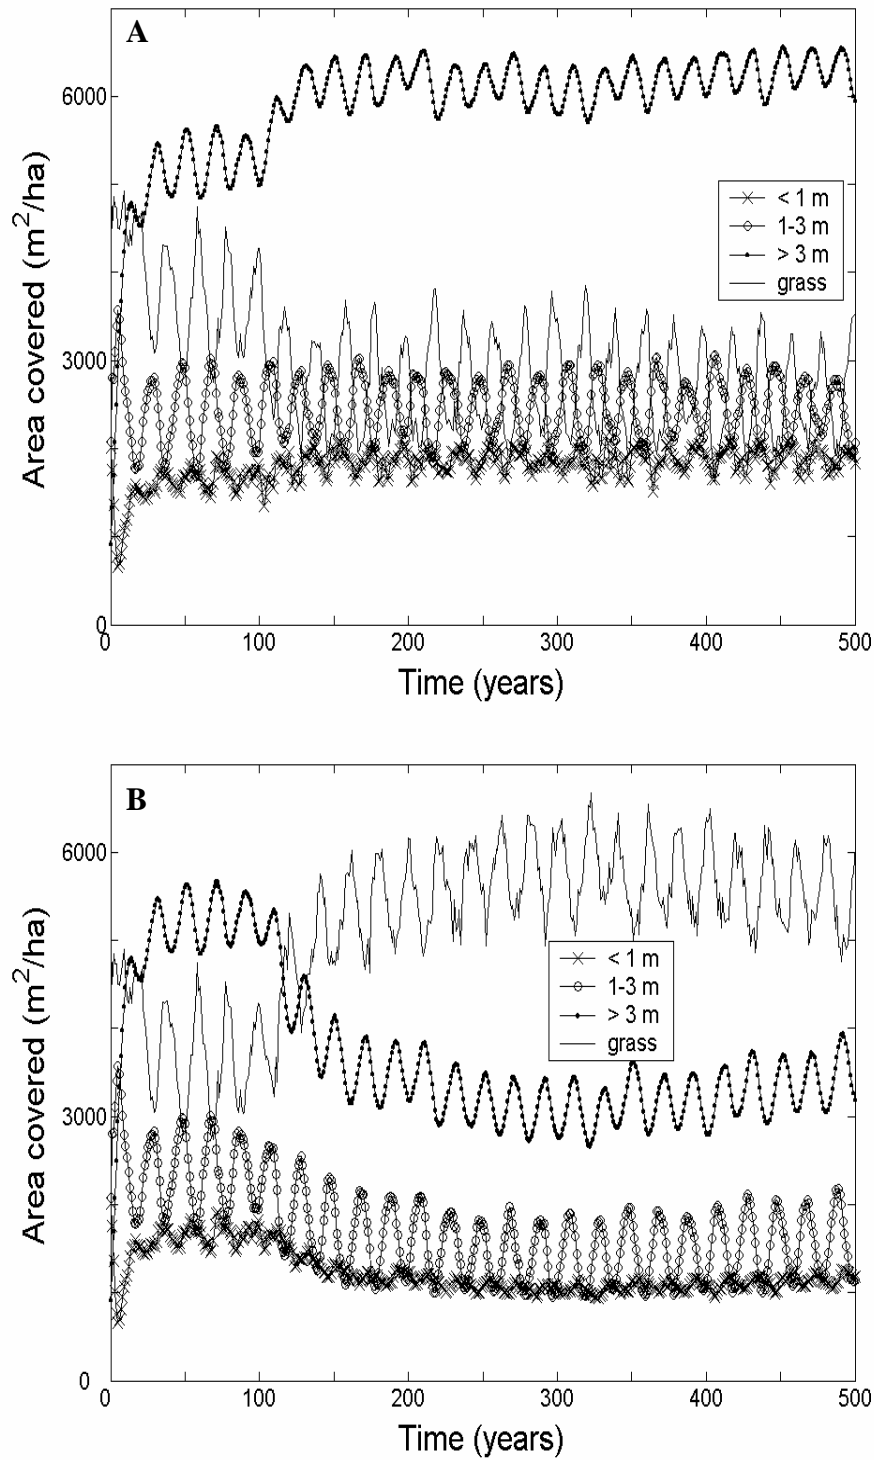 A
6000
3000
0
Area covered (m²/ha)
< 1 m
1-3 m
> 3 m
grass
0 100 200 300 400 500
Time (years)
B
6000
3000
0
Area covered (m²/ha)
< 1 m
1-3 m
> 3 m
grass
0 100 200 300 400 500
Time (years)